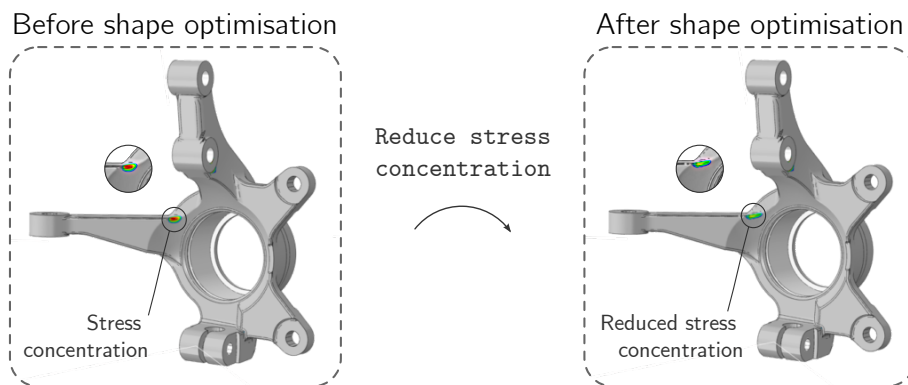 Before shape optimisation
After shape optimisation
Reduce stress
concentration
Stress
concentration
Reduced stress
concentration